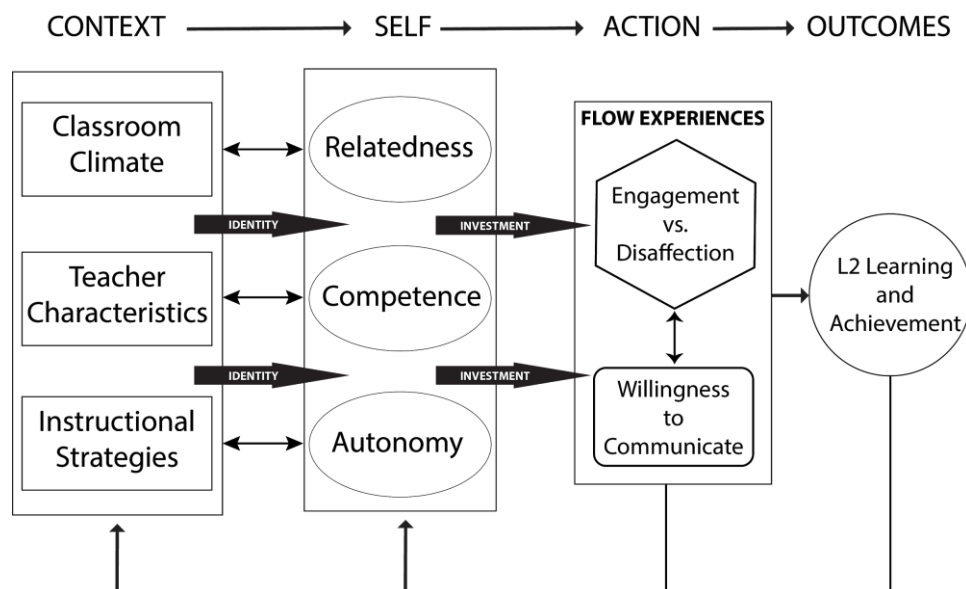 CONTEXT
SELF
ACTION
OUTCOMES
Classroom
Climate
Relatedness
FLOW EXPERIENCES
Engagement
vs.
Disaffection
IDENTITY
INVESTMENT
Teacher
Characteristics
Competence
L2 Learning
and
Achievement
IDENTITY
INVESTMENT
Willingness
to
Communicate
Instructional
Strategies
Autonomy